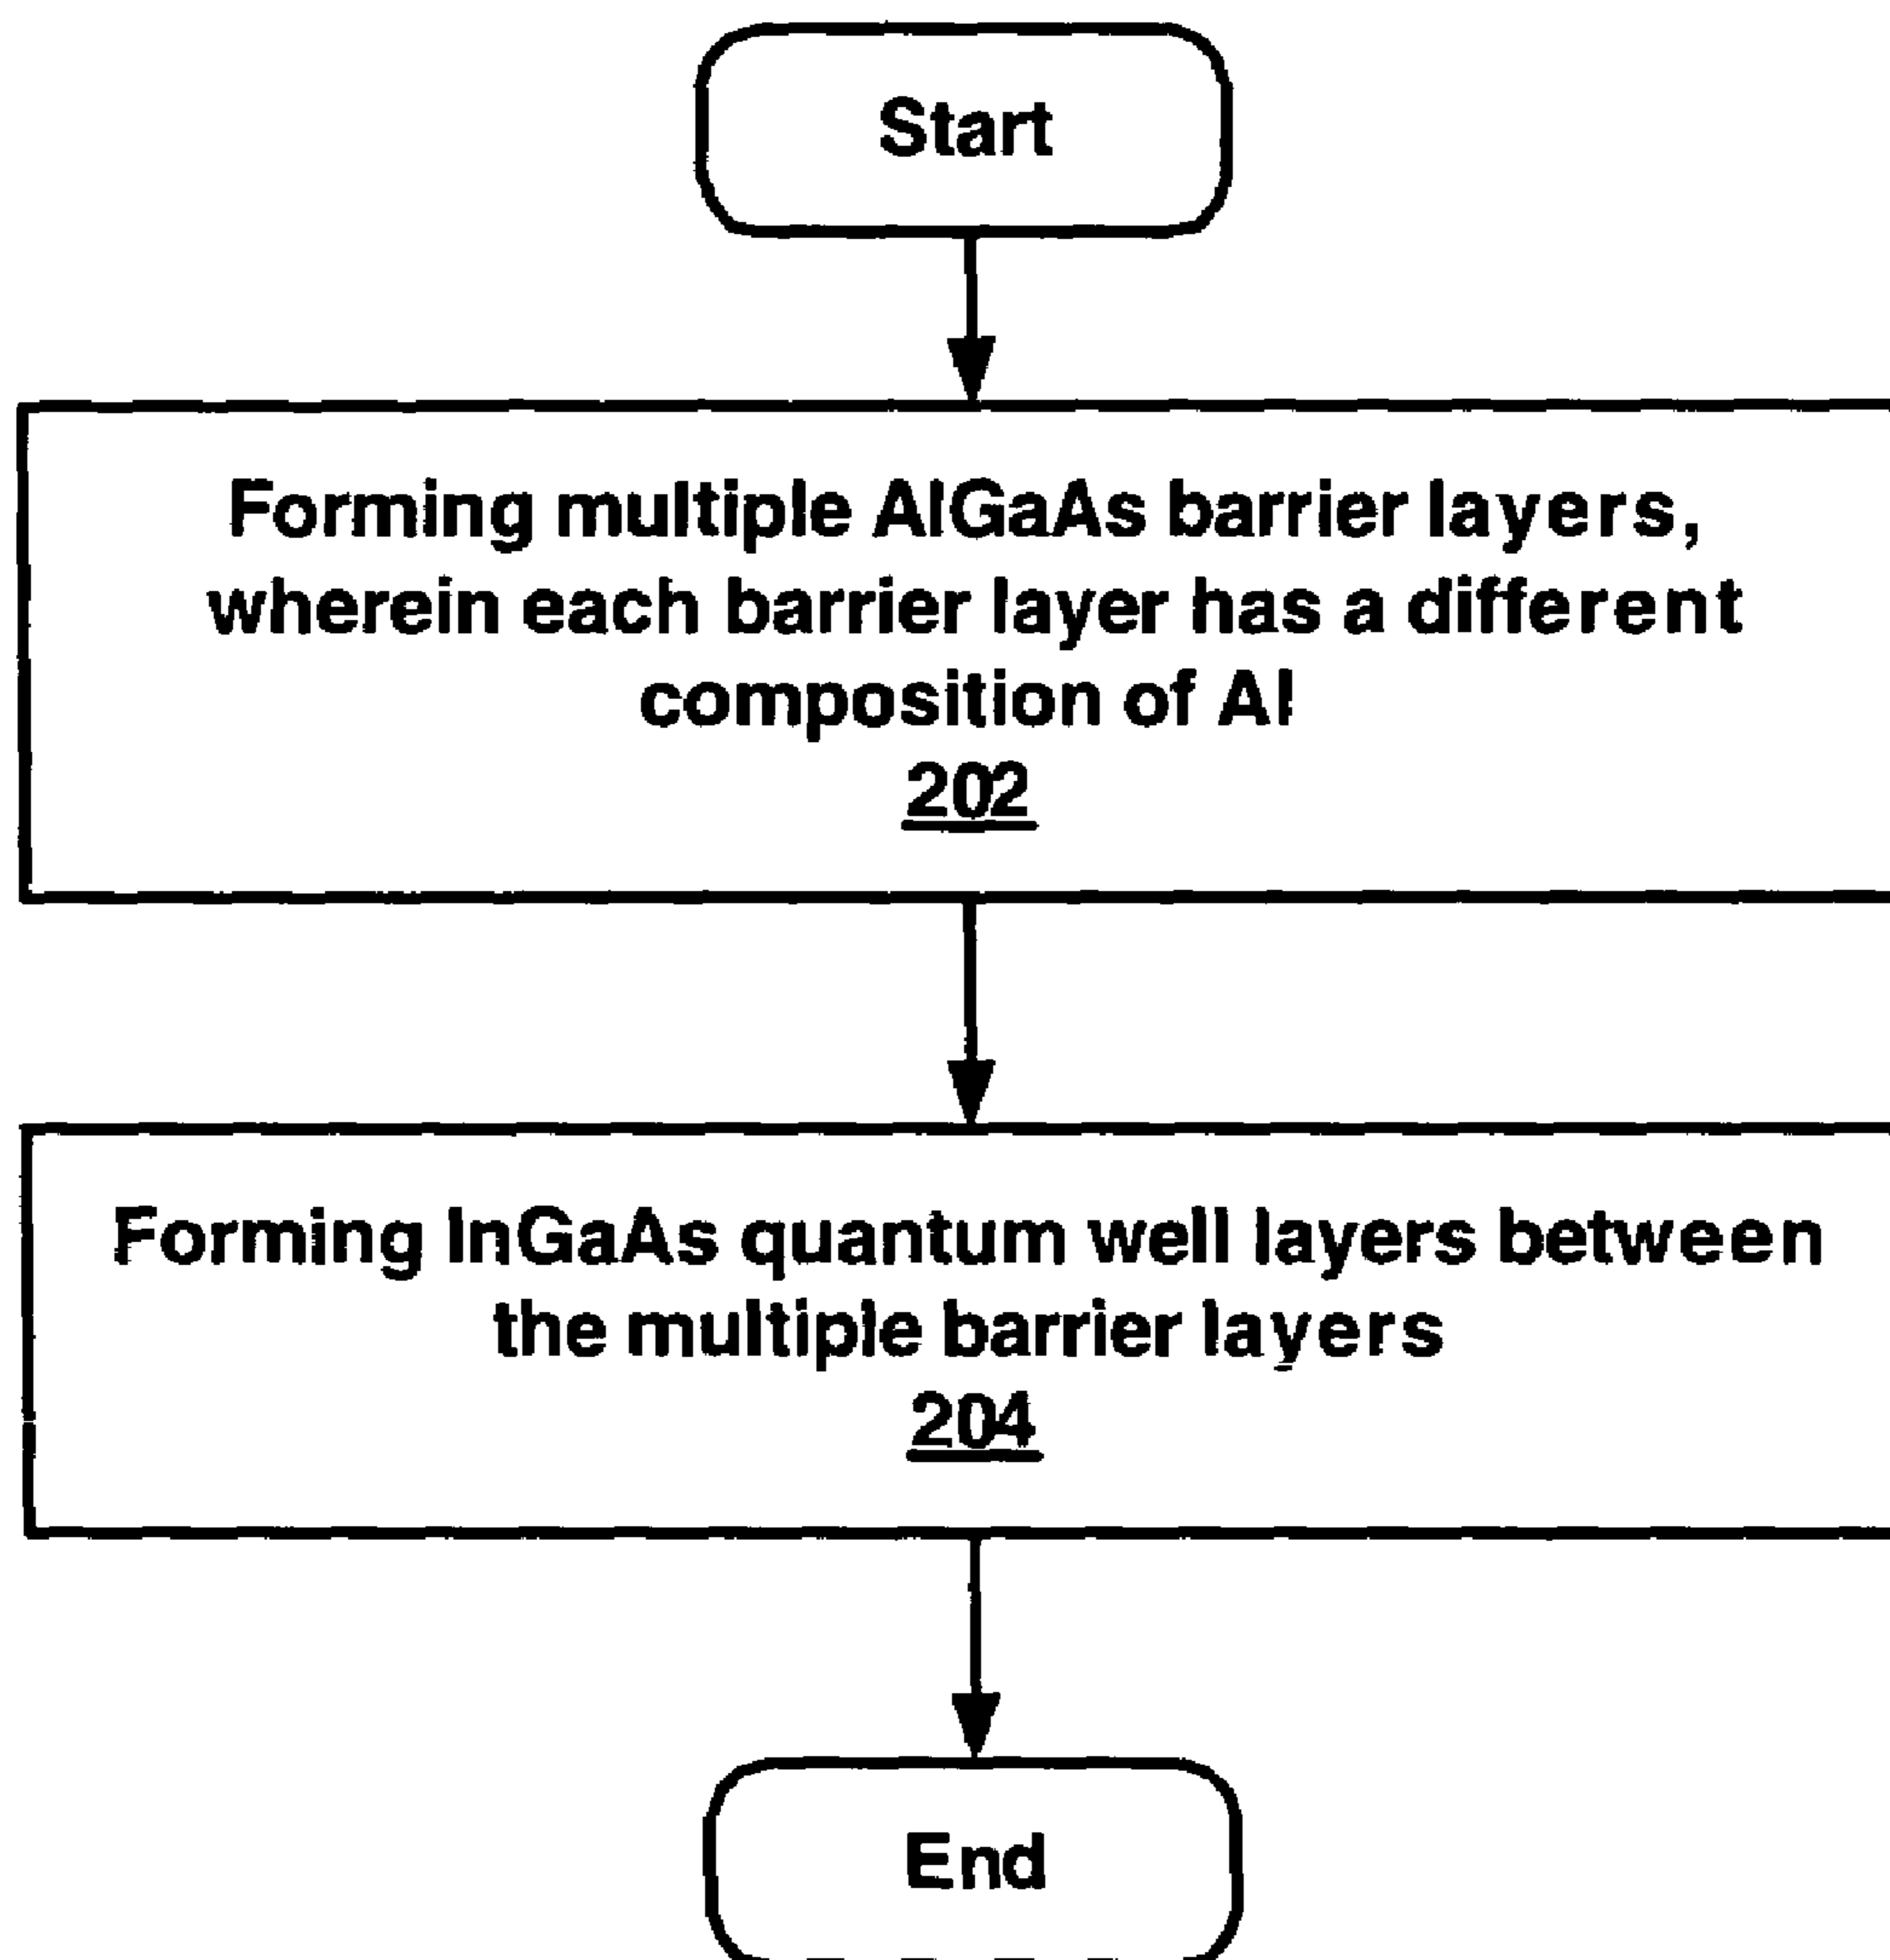 Start
Forming multiple AlGaAs barrier layers,
wherein each barrier layer has a different
composition of Al
202
Forming InGaAs quantum well layers between
the multiple barrier layers
204
End